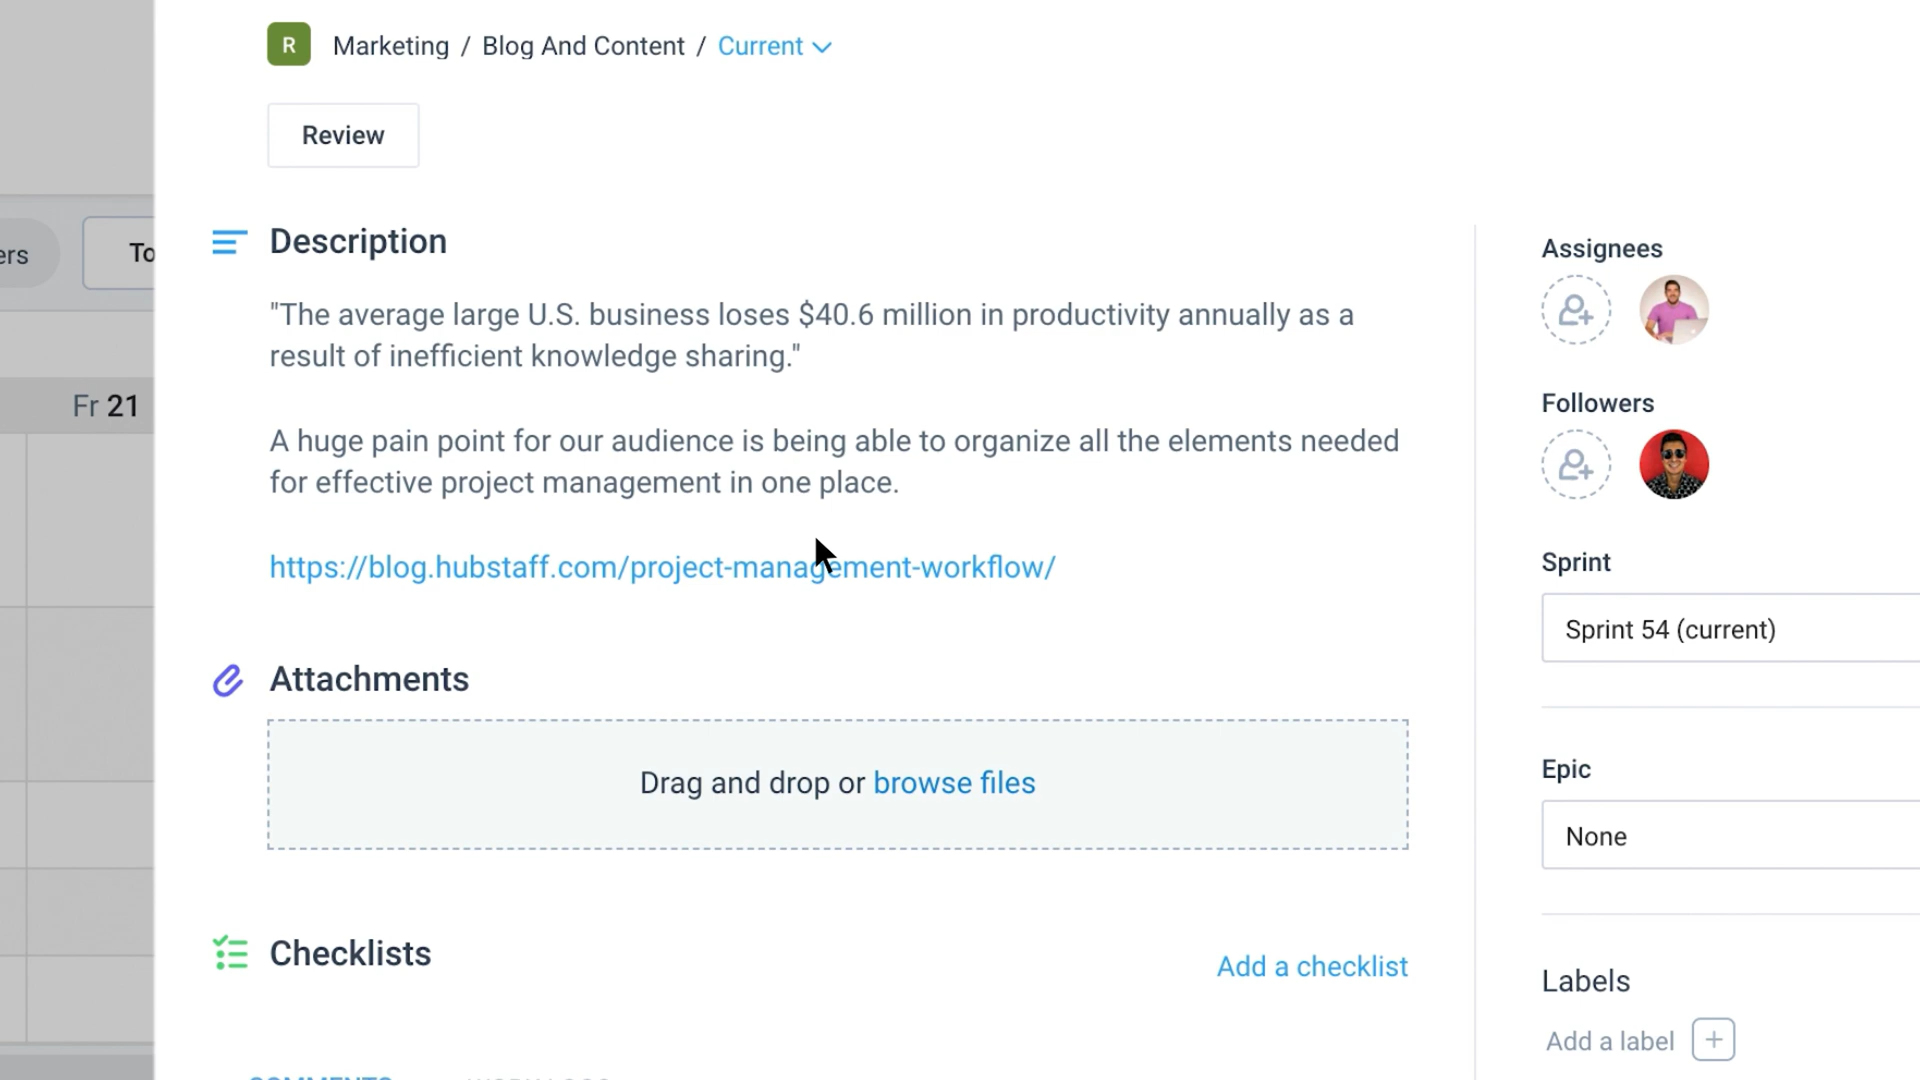 R Marketing / Blog And Content / Current
Review
ers
To
Fr 21
Description
"The average large U.S. business loses $40.6 million in productivity annually as a
result of inefficient knowledge sharing."
A huge pain point for our audience is being able to organize all the elements needed
for effective project management in one place.
https://blog.hubstaff.com/project-management-workflow/
Attachments
Drag and drop or browse files
Checklists
Add a checklist
COMMENTS
Assignees
Followers
Sprint
Sprint 54 (current)
Epic
None
Labels
Add a label